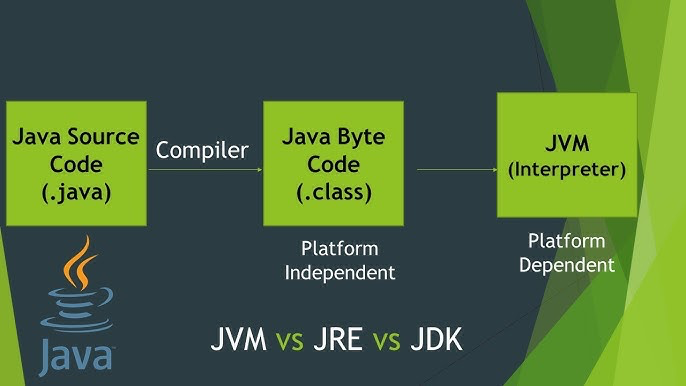 Java Source
Code
(.java)
Compiler
Java Byte
Code
(.class)
JVM
(Interpreter)
Platform
Independent
Platform
Dependent
Java™
JVM vs JRE vs JDK